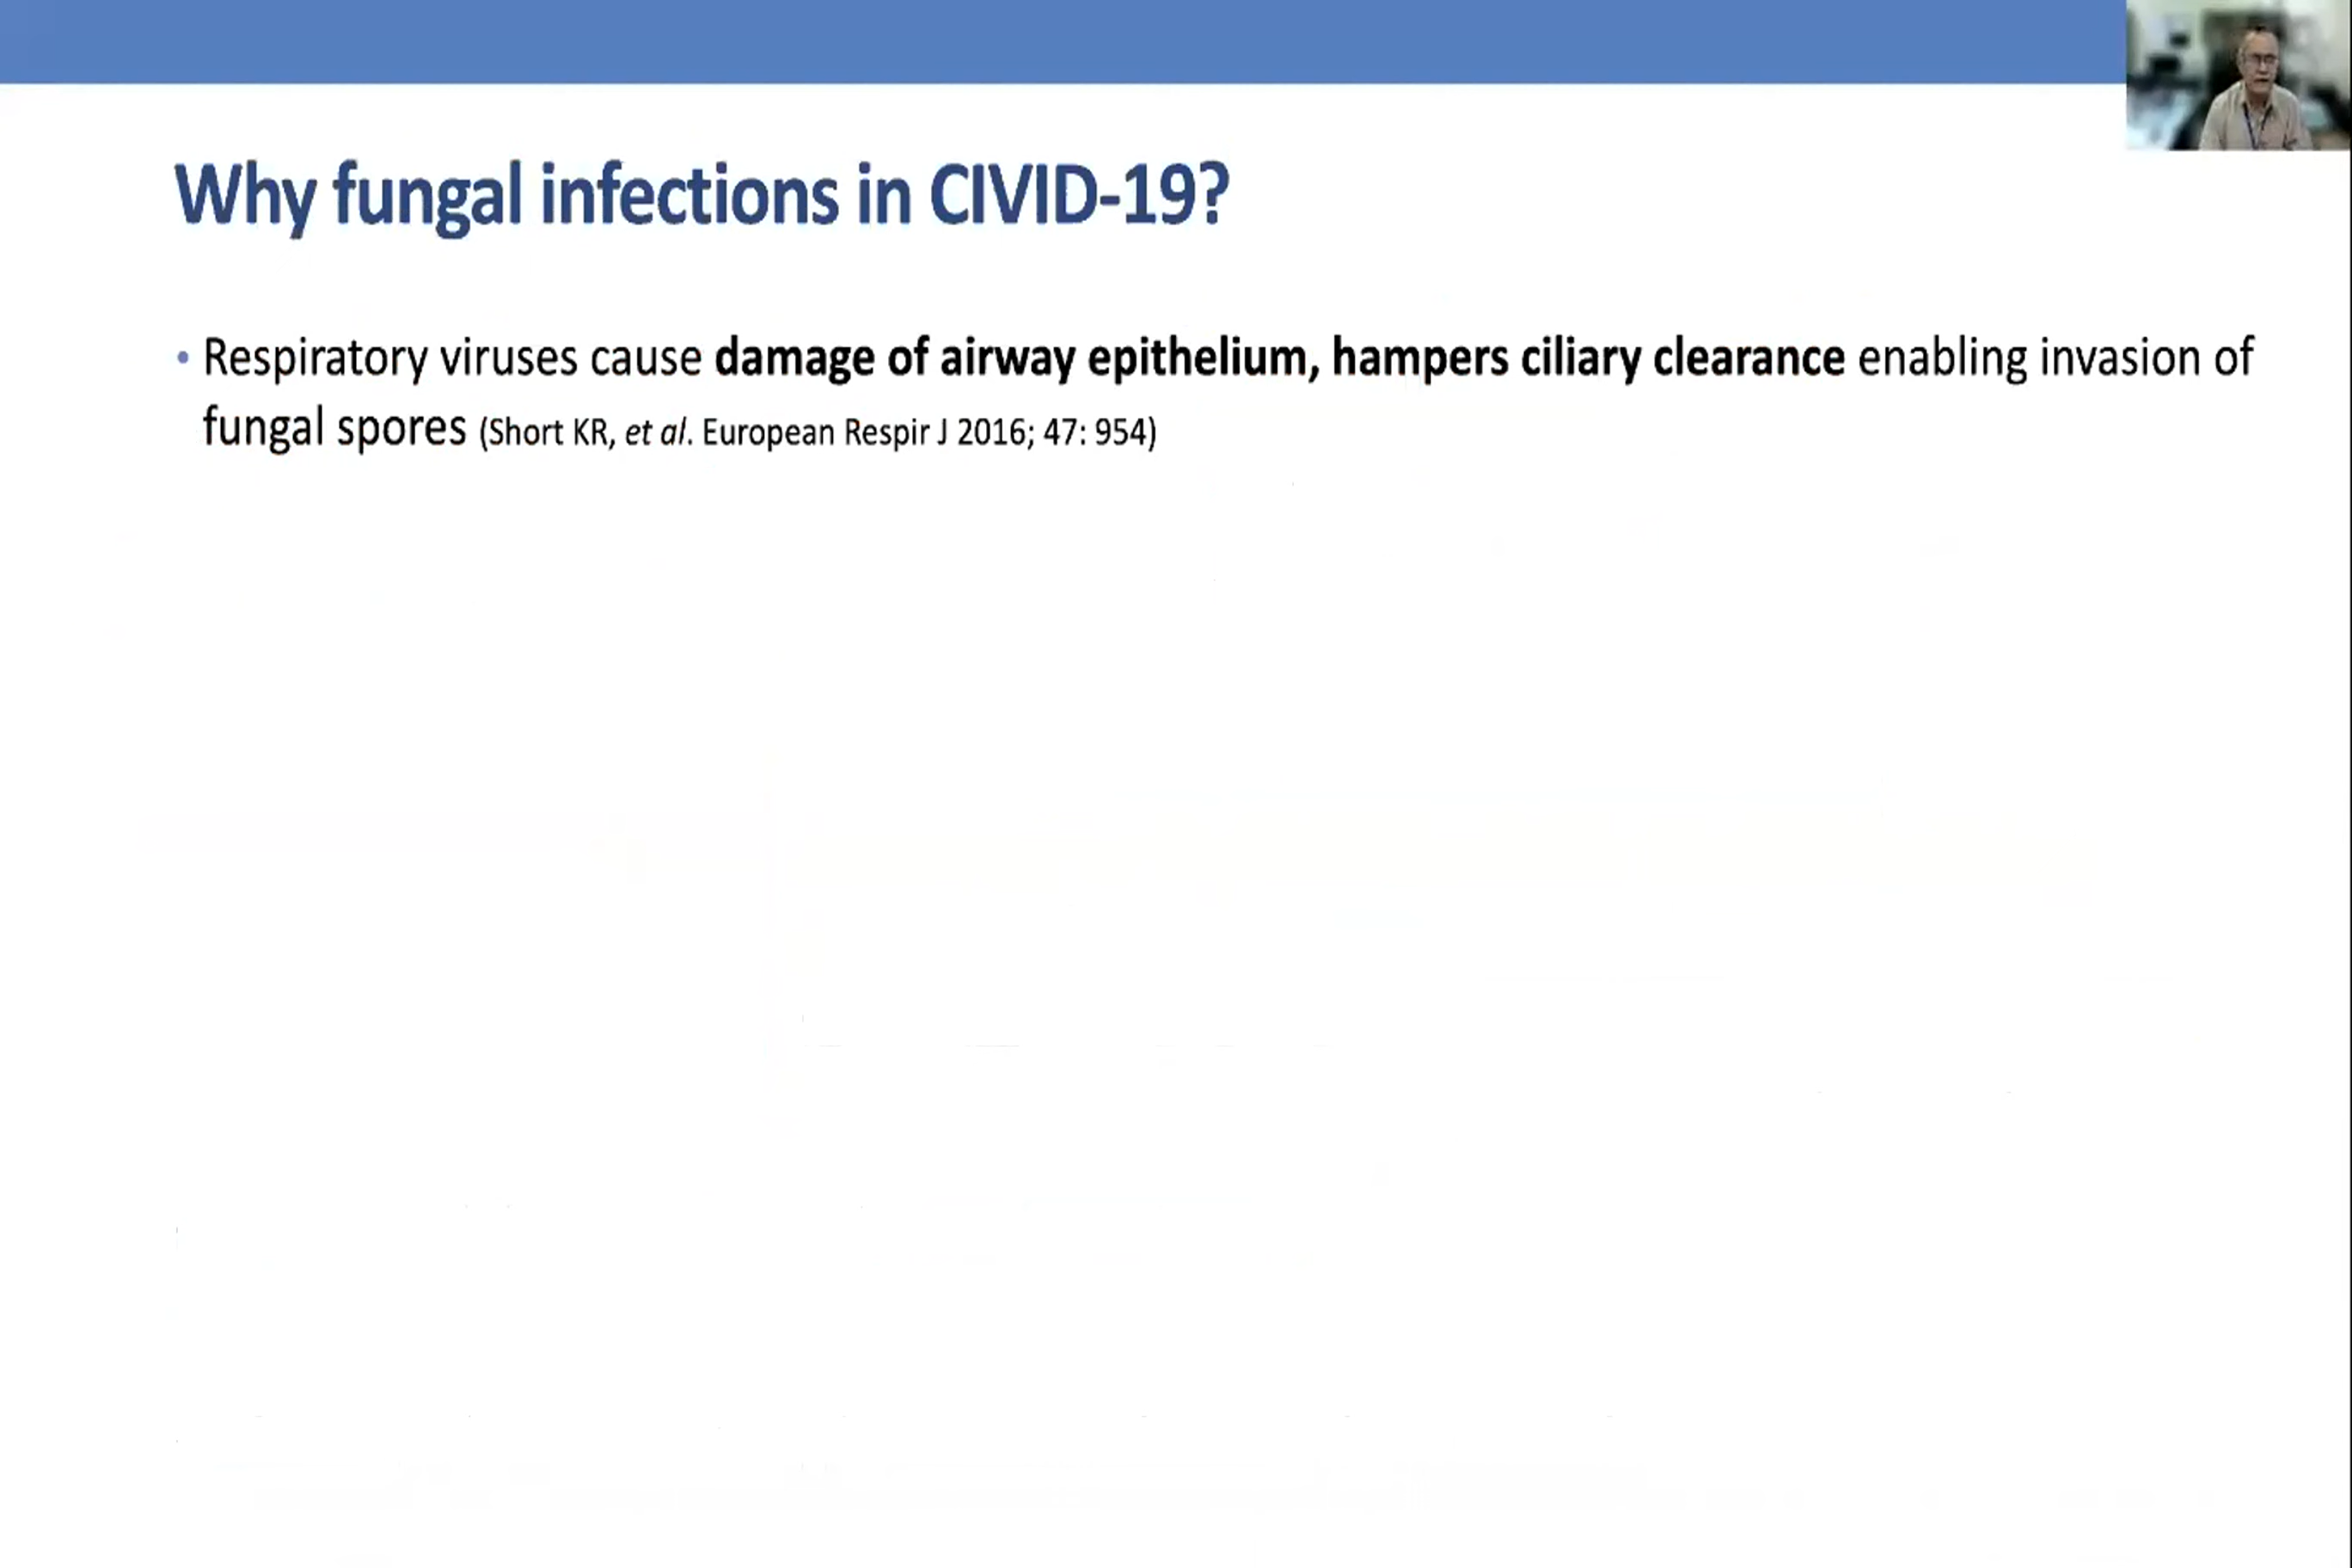 Why fungal infections in CIVID-19?
• Respiratory viruses cause damage of airway epithelium, hampers ciliary clearance enabling invasion of
fungal spores (Short KR, et al. European Respir J 2016; 47: 954)